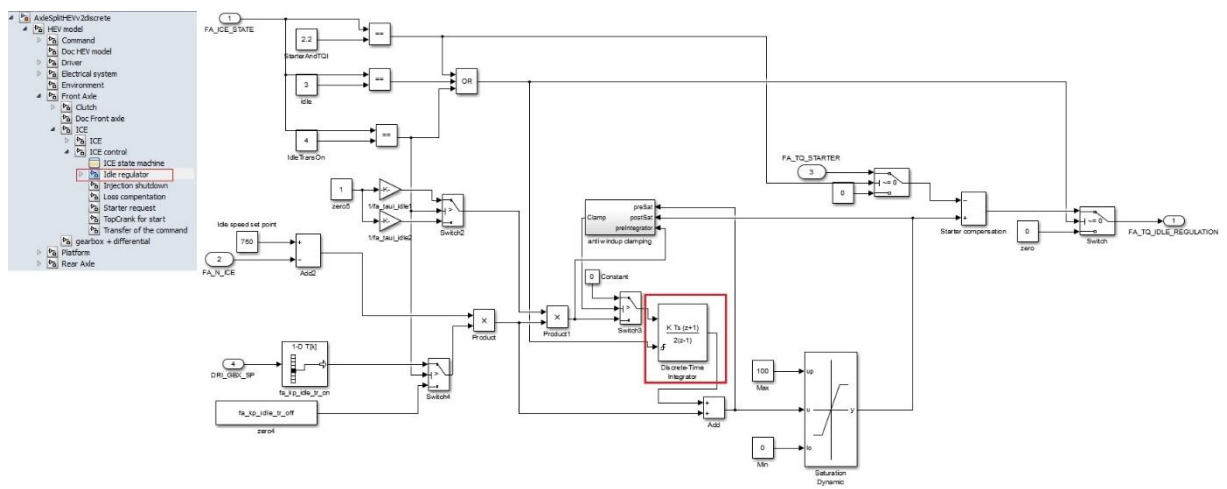 AxleSplitHEVv2discrete
HEV model
Command
Doc HEV model
Driver
Electrical system
Environment
Front Axle
Clutch
Doc Front axle
ICE
ICE
ICE control
ICE state machine
Idle regulator
Injection shutdown
Loss compentation
Starter request
TopCrank for start
Transfer of the command
gearbox + differential
Platform
Rear Axle
1
FA_ICE_STATE
2.2
StarterAndTQI
==
3
Idle
==
OR
4
IdleTransOn
==
FA_TQ_STARTER
3
0
~= 0
1
zero5
-K-
1/fa_taui_idle1
-K-
1/fa_taui_idle2
>
Switch2
preSat
Clamp
postSat
preIntegrator
anti windup clamping
-
+
Starter compensation
0
zero
~= 0
Switch
1
FA_TQ_IDLE_REGULATION
Idle speed set point
760
2
FA_N_ICE
+
-
Add2
0
Constant
>
Switch3
×
Product
×
Product1
K Ts (z+1)
2(z-1)
Discrete-Time
Integrator
4
DRI_GBX_SP
1-D T[k]
fa_kp_idle_tr_on
>
Switch4
fa_kp_idle_tr_off
zero4
+
+
Add
100
Max
0
Min
up
u
y
lo
Saturation
Dynamic